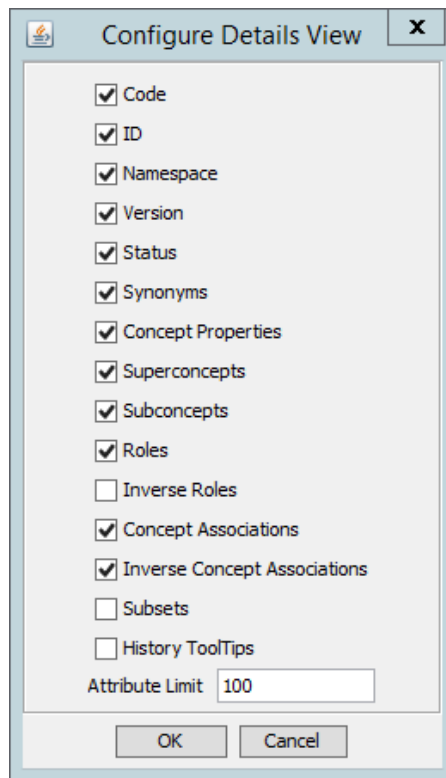 Configure Details View
x
Code
ID
Namespace
Version
Status
Synonyms
Concept Properties
Superconcepts
Subconcepts
Roles
Inverse Roles
Concept Associations
Inverse Concept Associations
Subsets
History ToolTips
Attribute Limit 100
OK Cancel